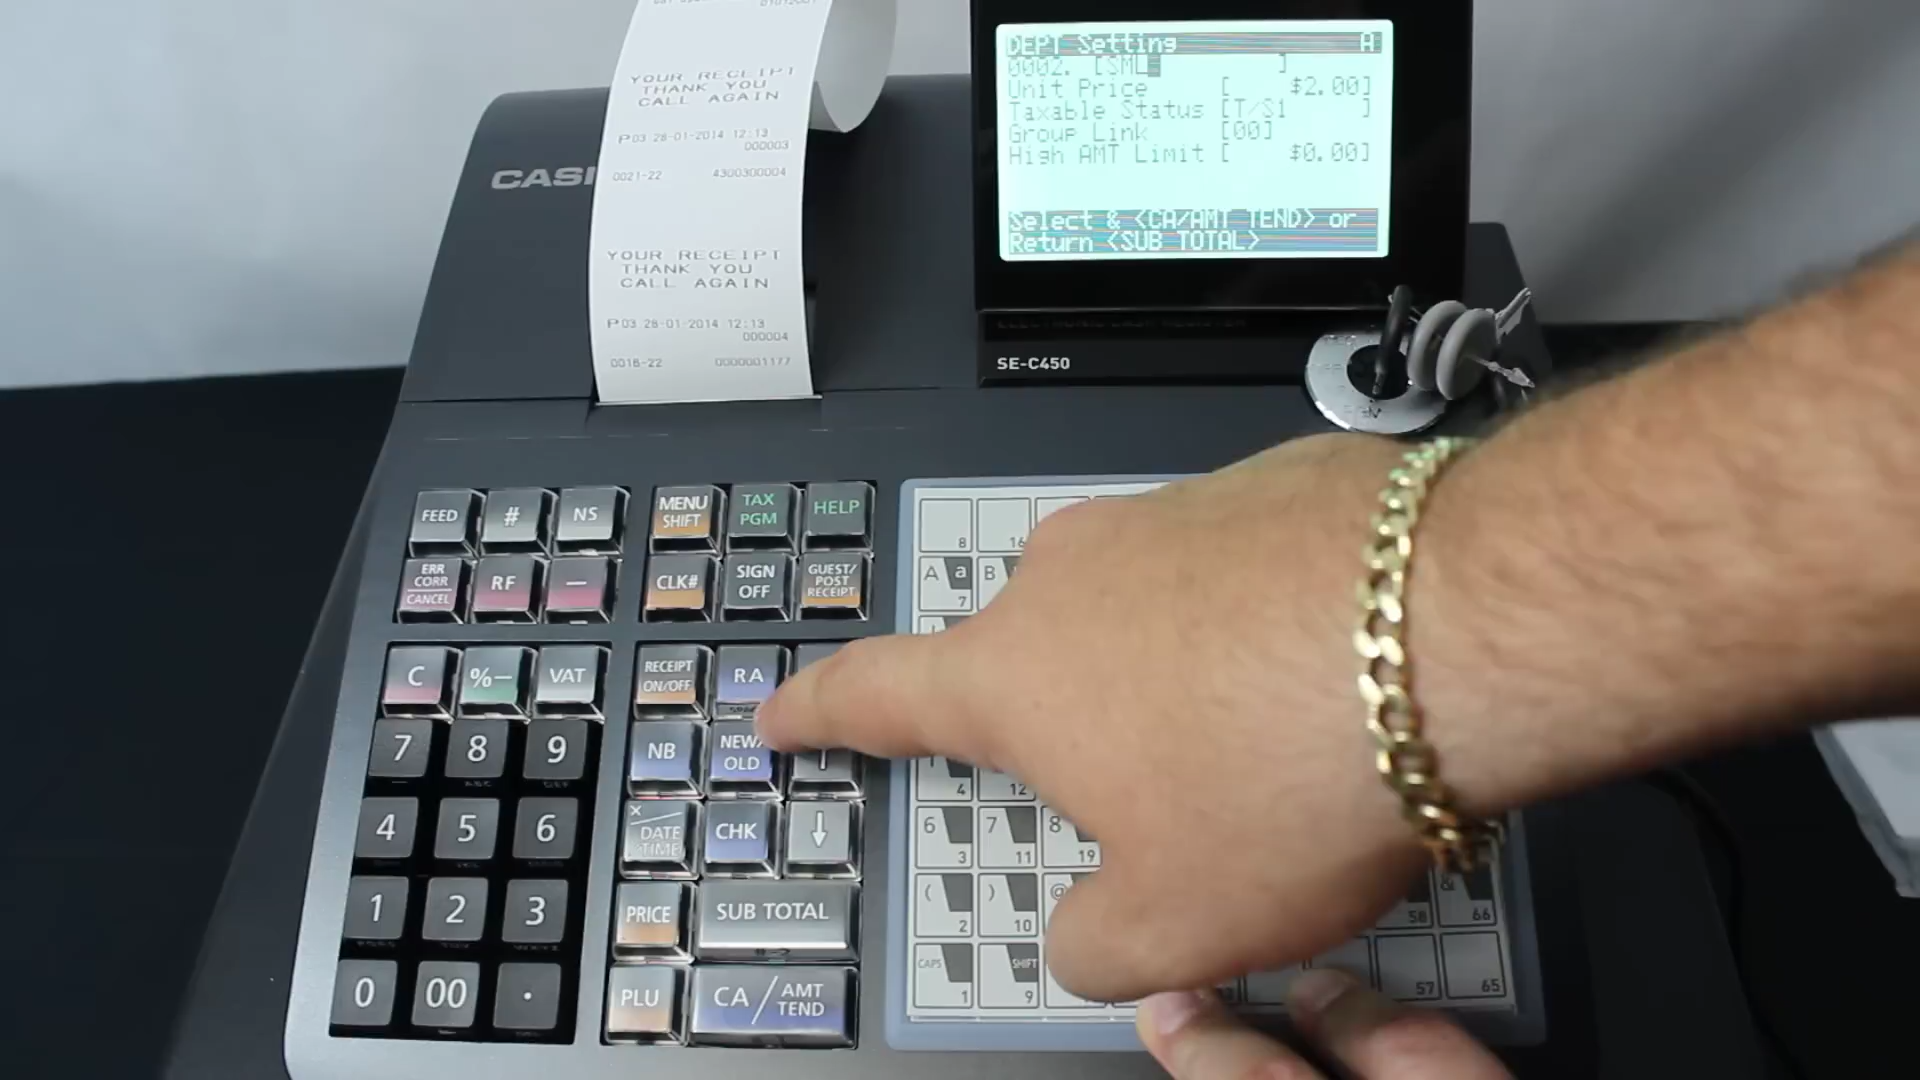 YOUR RECEIPT
THANK YOU
CALL AGAIN
P03 28-01-2014 12:13
000003
0021-22 4300300004
YOUR RECEIPT
THANK YOU
CALL AGAIN
P03 28-01-2014 12:13
000004
0016-22 0000001177
CASI
DEPT Setting A
0002. [SML ]
Unit Price [ $2.00]
Taxable Status [T/S1 ]
Group Link [00]
High AMT Limit [ $0.00]
Select & <CA/AMT TEND> or
Return <SUB TOTAL>
SE-C450
PGM
FEED # NS
ERR CORR CANCEL RF —
MENU SHIFT TAX PGM HELP
CLK# SIGN OFF GUEST/ POST RECEIPT
C %— VAT
7 8 9
4 5 6
1 2 3
0 00 .
RECEIPT ON/OFF RA
NB NEW/ OLD ↑
X DATE /TIME CHK ↓
PRICE SUB TOTAL
PLU CA / AMT TEND
8 16
A a 7 B
4 12
6 3 7 11 8 19
( 2 ) 10 @ 58 & 66
CAPS 1 SHIFT 9 57 65